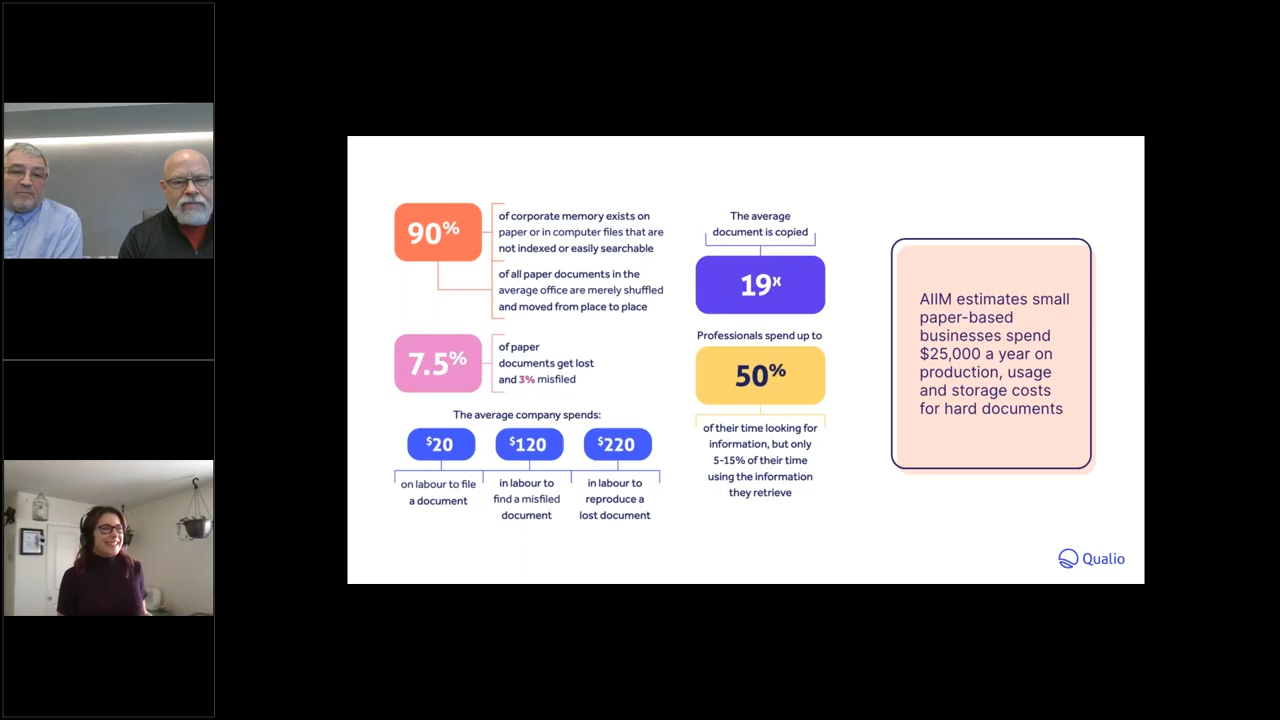 90%
of corporate memory exists on
paper or in computer files that are
not indexed or easily searchable
of all paper documents in the
average office are merely shuffled
and moved from place to place
7.5%
of paper
documents get lost
and 3% misfiled
The average company spends:
$20
on labour to file
a document
$120
in labour to
find a misfiled
document
$220
in labour to
reproduce a
lost document
The average
document is copied
19x
Professionals spend up to
50%
of their time looking for
information, but only
5-15% of their time
using the information
they retrieve
AIIM estimates small
paper-based
businesses spend
$25,000 a year on
production, usage
and storage costs
for hard documents
Qualio